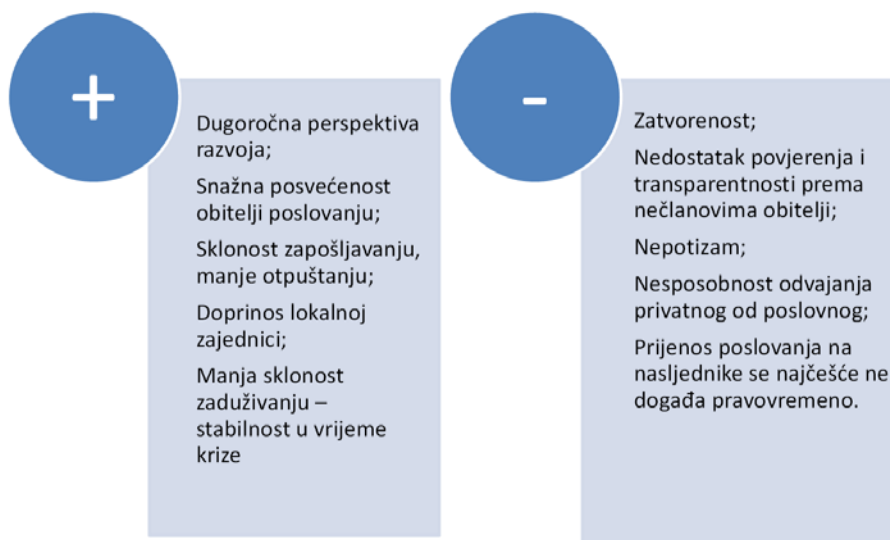 +
Dugoročna perspektiva
razvoja;
Snažna posvećenost
obitelji poslovanju;
Sklonost zapošljavanju,
manje otpuštanju;
Doprinos lokalnoj
zajednici;
Manja sklonost
zaduživanju –
stabilnost u vrijeme
krize
-
Zatvorenost;
Nedostatak povjerenja i
transparentnosti prema
nečlanovima obitelji;
Nepotizam;
Nesposobnost odvajanja
privatnog od poslovnog;
Prijenos poslovanja na
nasljednike se najčešće ne
događa pravovremeno.